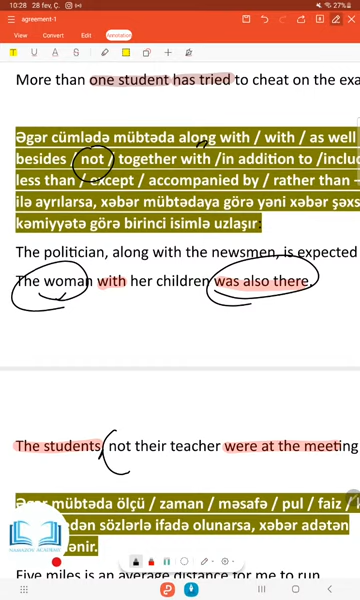 10:28 28 fev, Ç.
27%
agreement-1
View
Convert
Edit
Annotation
More than one student has tried to cheat on the exa
Əgər cümlədə mübtəda along with / with / as well
besides / not / together with /in addition to /inclu
less than / except / accompanied by / rather than –
ilə ayrılarsa, xəbər mübtədaya görə yəni xəbər şəxs
kəmiyyətə görə birinci isimlə uzlaşır.
The politician, along with the newsmen, is expected
The woman with her children was also there.
The students, not their teacher were at the meeting
Əgər mübtəda ölçü / zaman / məsafə / pul / faiz / k
edən sözlərlə ifadə olunarsa, xəbər adətən
Five miles is an average distance for me to run